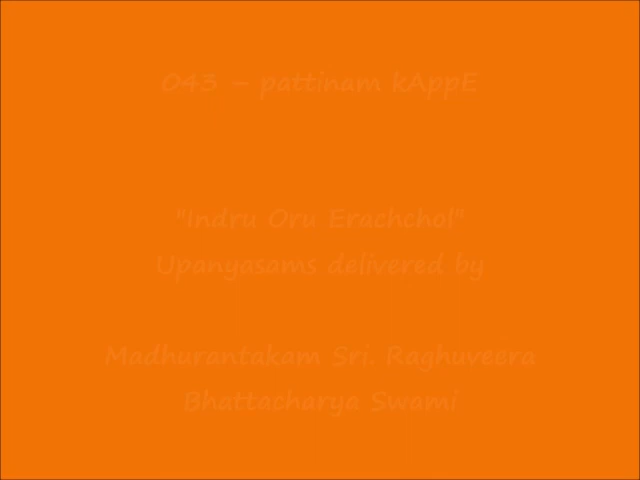 043 - pattinam kAppE
"Indru Oru Erachchol"
Upanyasams delivered by
Madhurantakam Sri. Raghuveera
Bhattacharya Swami